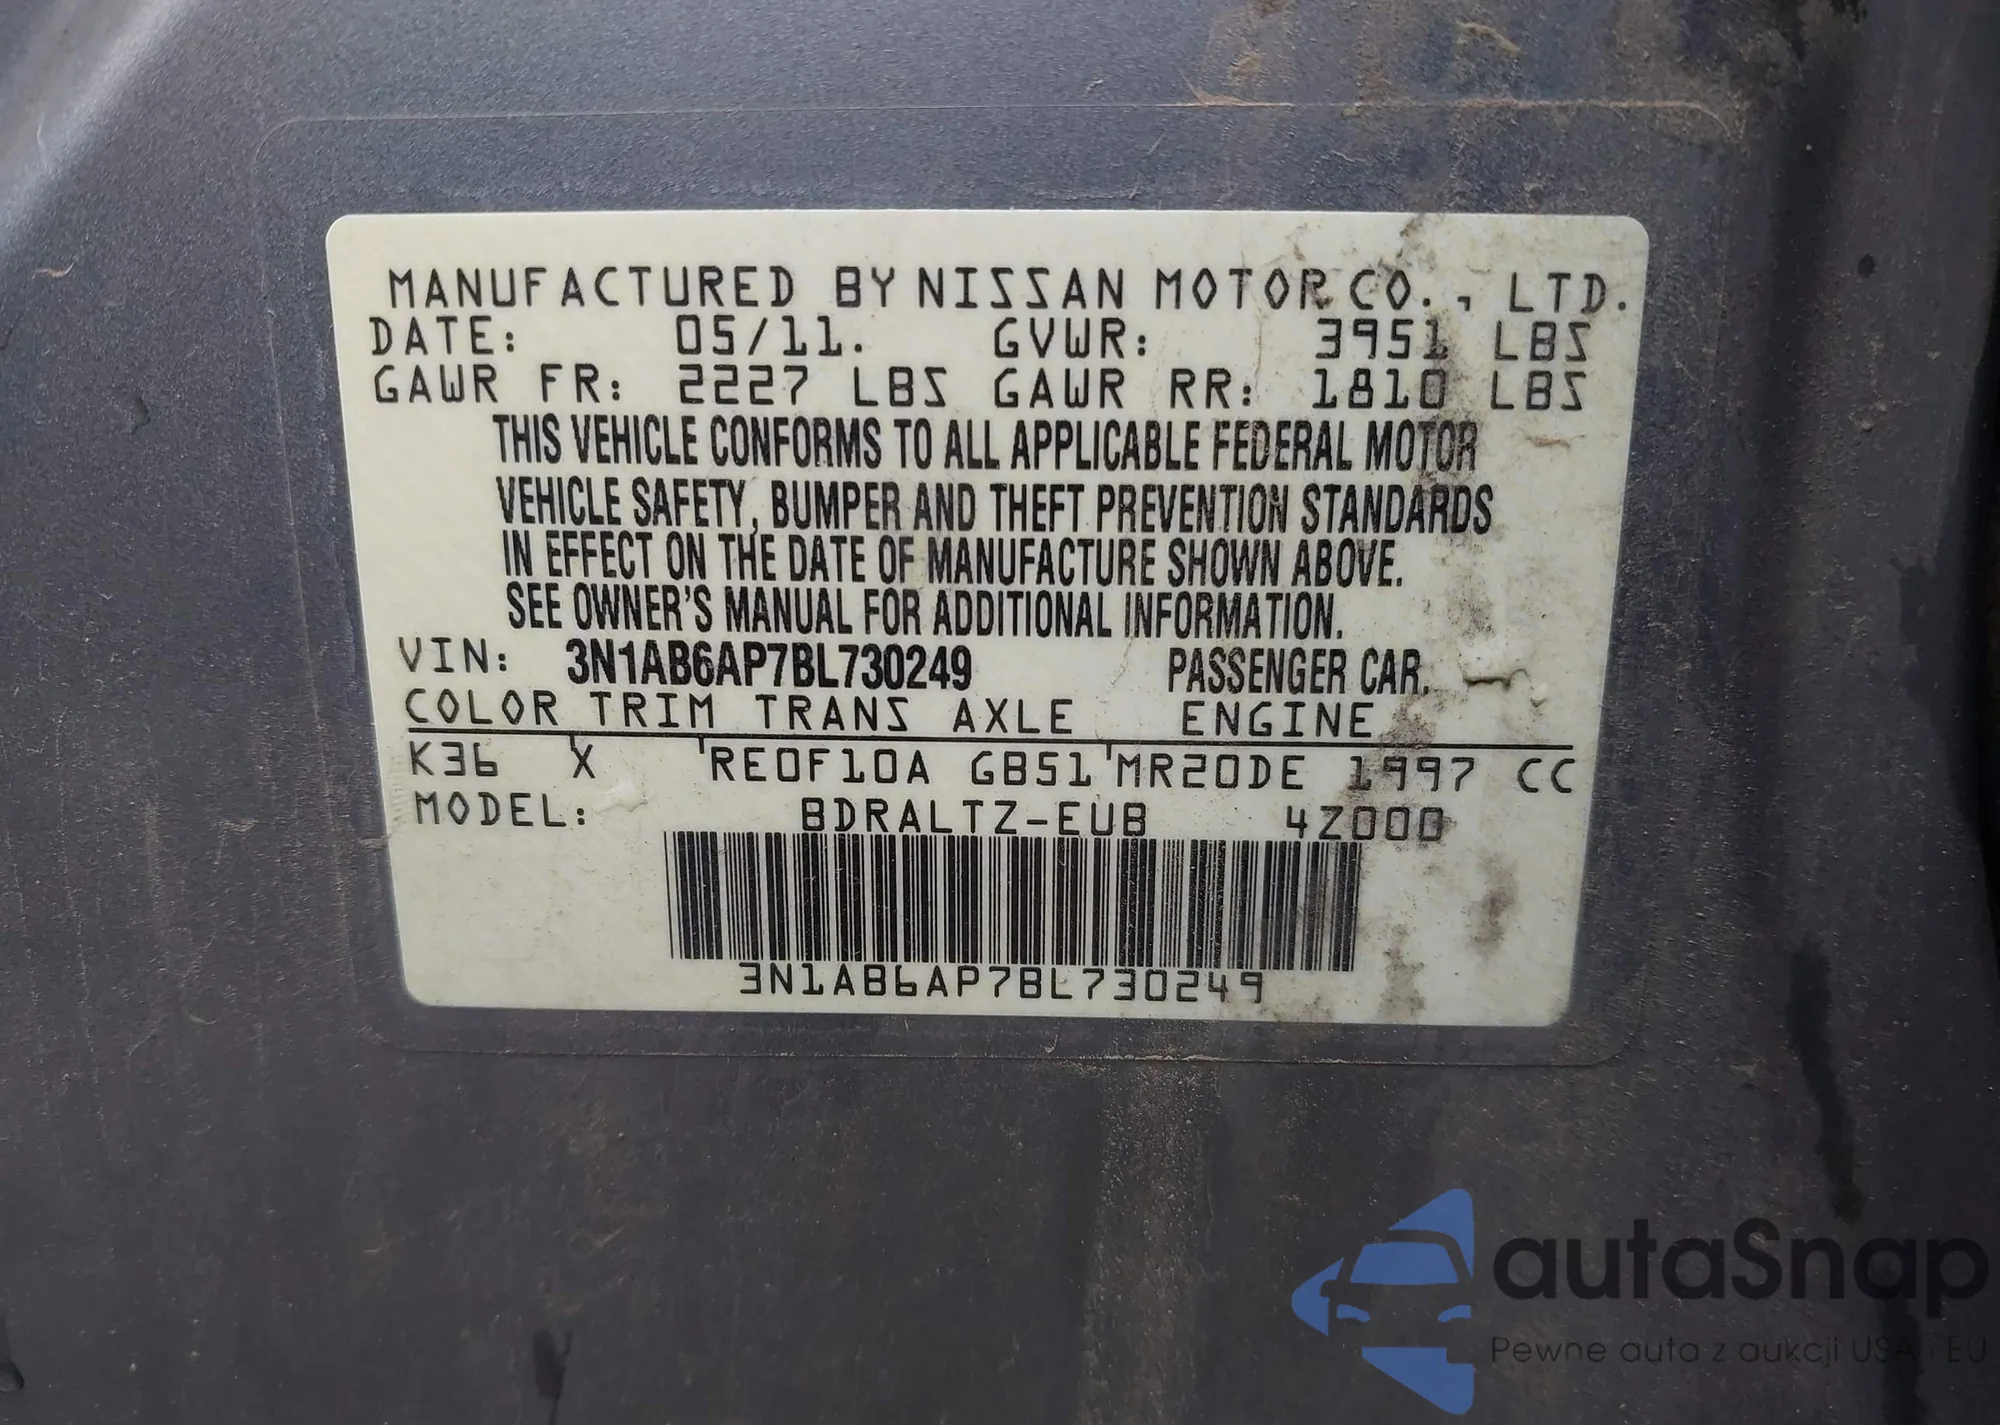 MANUFACTURED BY NISSAN MOTOR CO., LTD.
DATE: 05/11. GVWR: 3951 LBS
GAWR FR: 2227 LBS GAWR RR: 1810 LBS
THIS VEHICLE CONFORMS TO ALL APPLICABLE FEDERAL MOTOR
VEHICLE SAFETY, BUMPER AND THEFT PREVENTION STANDARDS
IN EFFECT ON THE DATE OF MANUFACTURE SHOWN ABOVE.
SEE OWNER'S MANUAL FOR ADDITIONAL INFORMATION.
VIN: 3N1AB6AP7BL730249 PASSENGER CAR.
COLOR TRIM TRANS AXLE ENGINE
K36 X RE0F10A GB51 MR20DE 1997 CC
MODEL: BDRALTZ-EUB 4Z000
3N1AB6AP7BL730249
autaSnap
Pewne auta z aukcji USA i EU